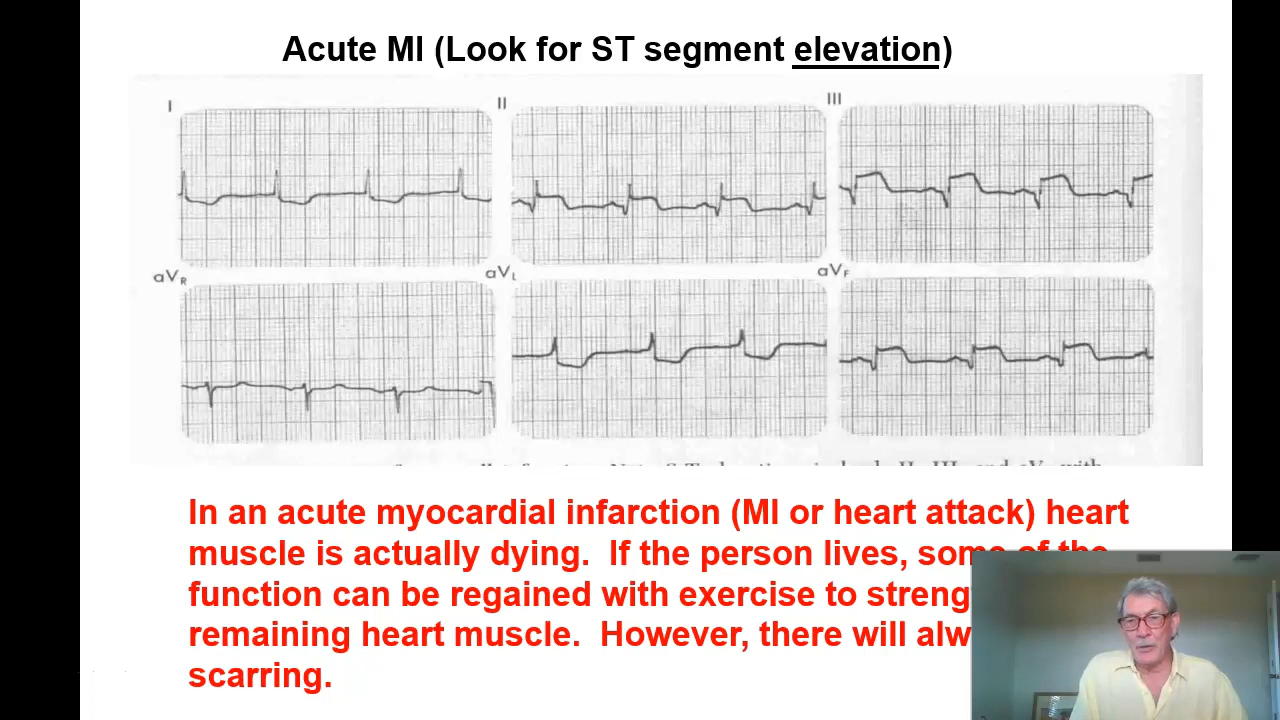 Acute MI (Look for ST segment elevation)
I
II
III
aVR
aVL
aVF
In an acute myocardial infarction (MI or heart attack) heart
muscle is actually dying. If the person lives, some of the
function can be regained with exercise to
remaining heart muscle. However, there will
scarring.